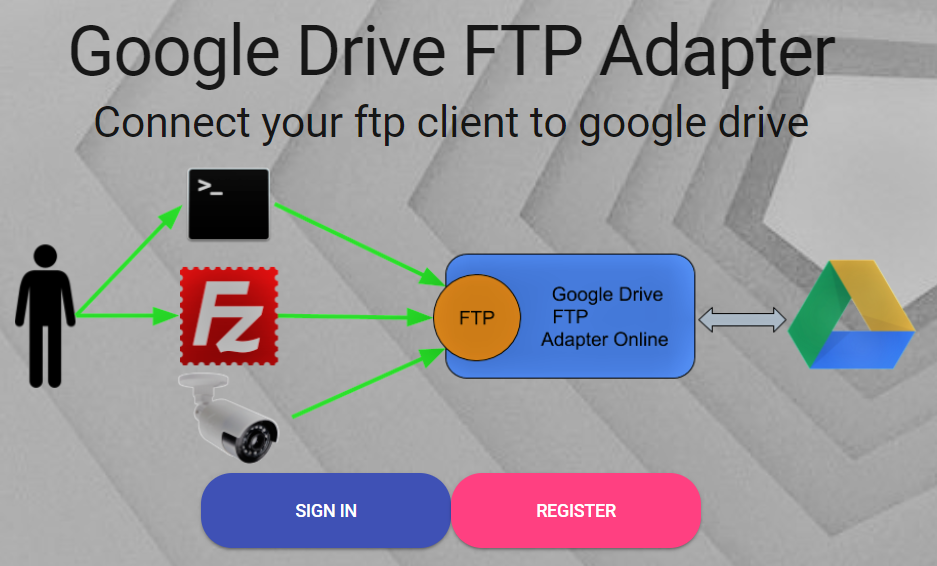 Google Drive FTP Adapter
Connect your ftp client to google drive
>_
FZ
FTP
Google Drive
FTP
Adapter Online
SIGN IN
REGISTER